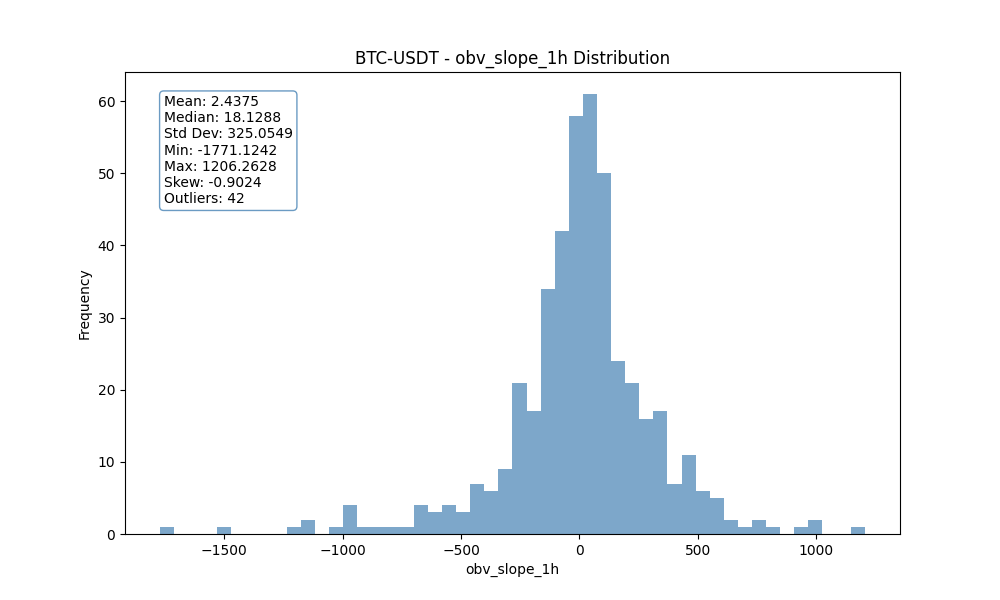 BTC-USDT - obv_slope_1h Distribution
Mean: 2.4375
Median: 18.1288
Std Dev: 325.0549
Min: -1771.1242
Max: 1206.2628
Skew: -0.9024
Outliers: 42
60
50
40
30
20
10
0
Frequency
−1500
−1000
−500
0
500
1000
obv_slope_1h